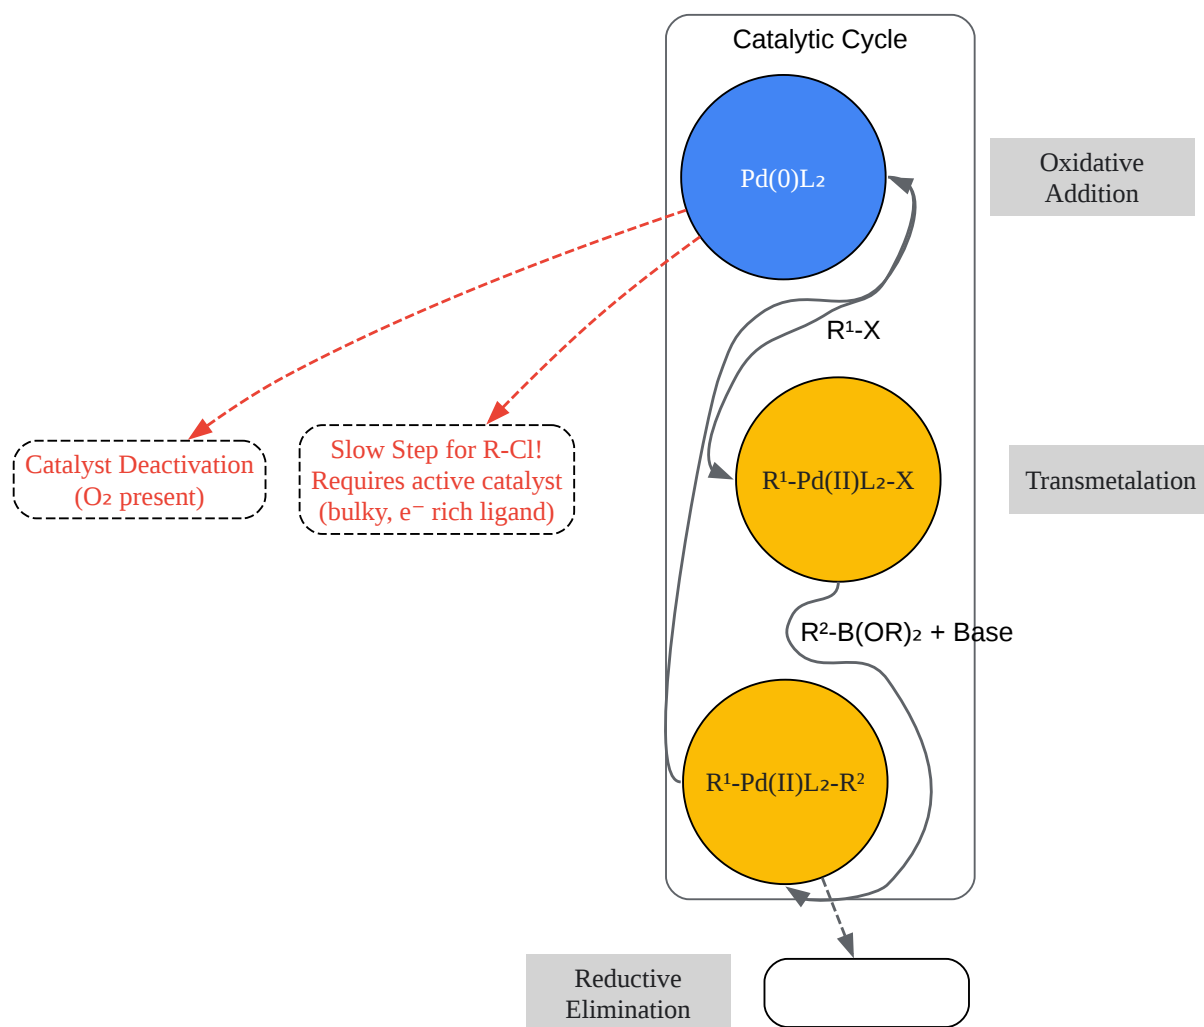 Catalytic Cycle
Pd(0)L₂
Oxidative
Addition
R¹-X
Catalyst Deactivation
(O₂ present)
Slow Step for R-Cl!
Requires active catalyst
(bulky, e⁻ rich ligand)
R¹-Pd(II)L₂-X
Transmetalation
R²-B(OR)₂ + Base
R¹-Pd(II)L₂-R²
Reductive
Elimination